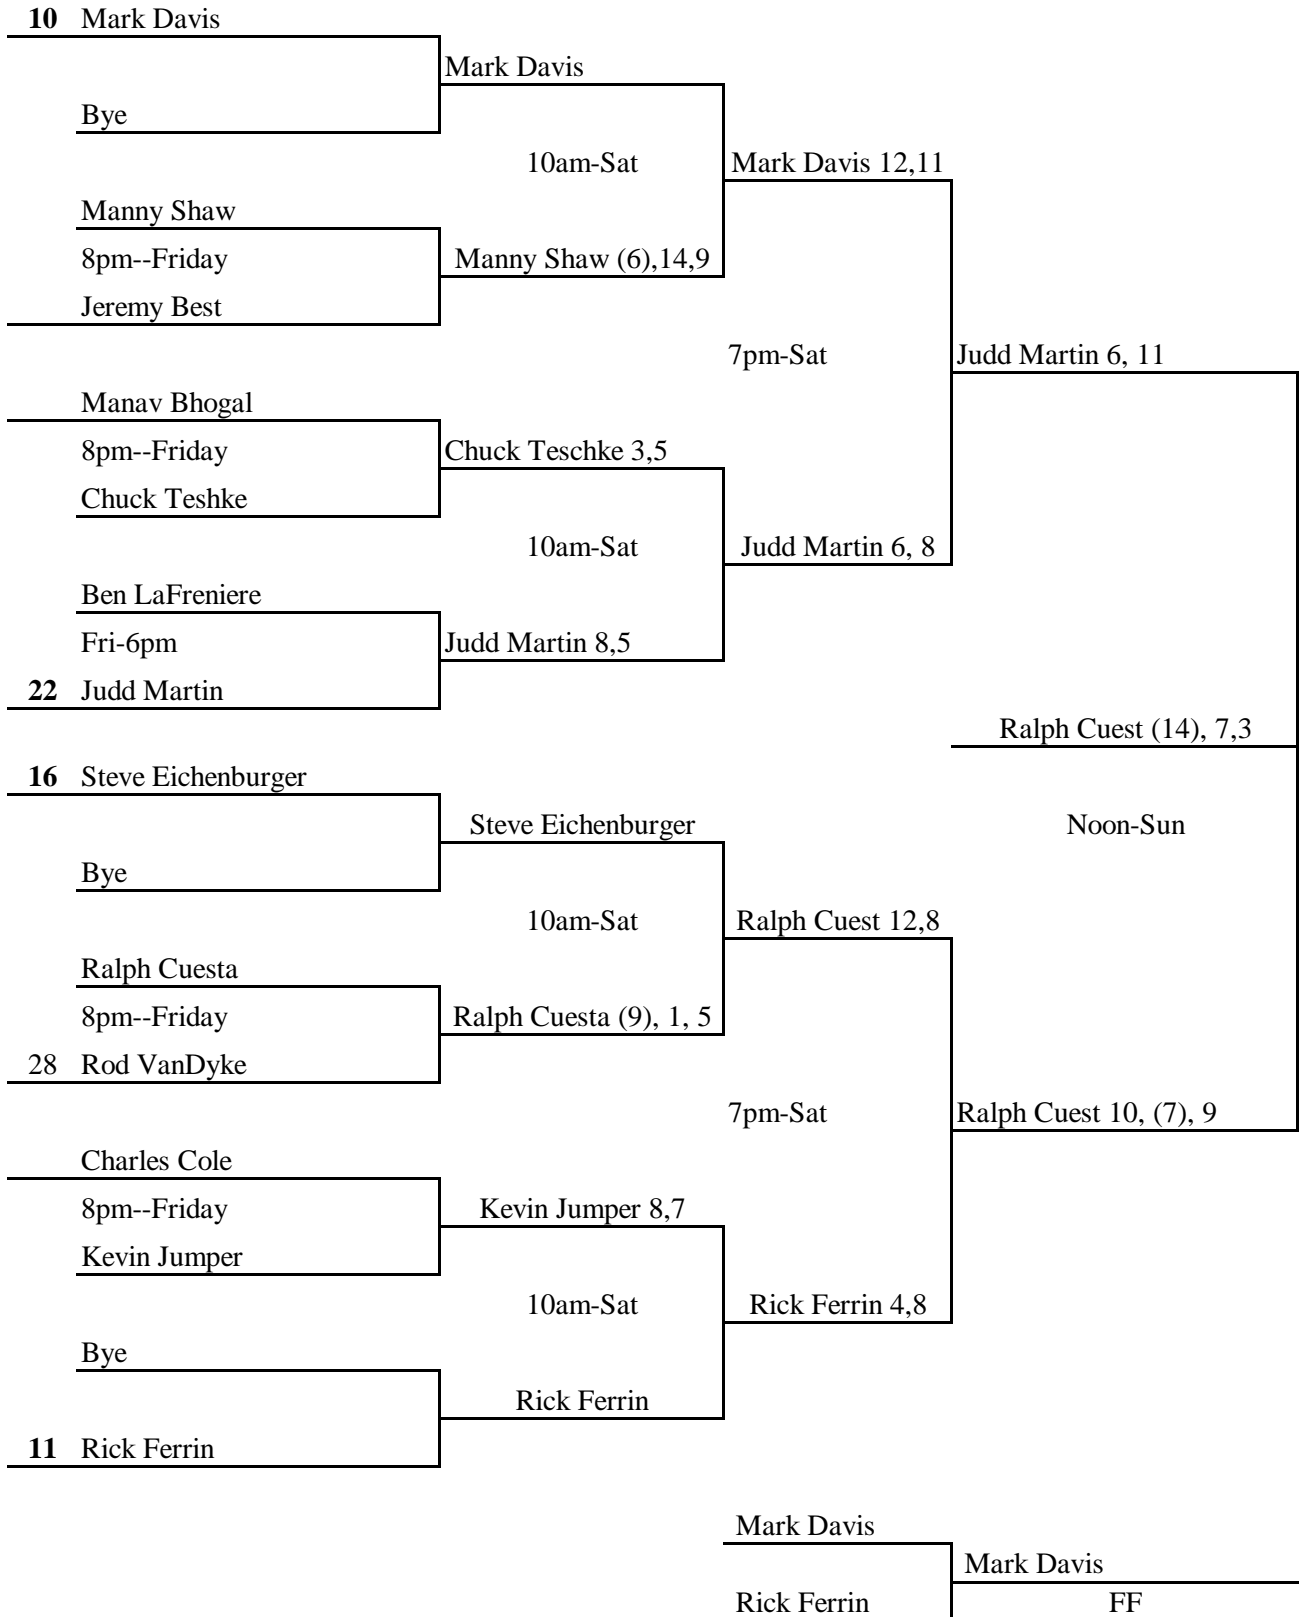 10 Mark Davis
Mark Davis
Bye
10am-Sat Mark Davis 12,11
Manny Shaw
8pm--Friday Manny Shaw (6),14,9
Jeremy Best
7pm-Sat Judd Martin 6, 11
Manav Bhogal
8pm--Friday Chuck Teschke 3,5
Chuck Teshke
10am-Sat Judd Martin 6, 8
Ben LaFreniere
Fri-6pm Judd Martin 8,5
22 Judd Martin
Ralph Cuest (14), 7,3
16 Steve Eichenburger
Steve Eichenburger Noon-Sun
Bye
10am-Sat Ralph Cuest 12,8
Ralph Cuesta
8pm--Friday Ralph Cuesta (9), 1, 5
28 Rod VanDyke
7pm-Sat Ralph Cuest 10, (7), 9
Charles Cole
8pm--Friday Kevin Jumper 8,7
Kevin Jumper
10am-Sat Rick Ferrin 4,8
Bye
Rick Ferrin
11 Rick Ferrin
Mark Davis
Mark Davis
Rick Ferrin FF